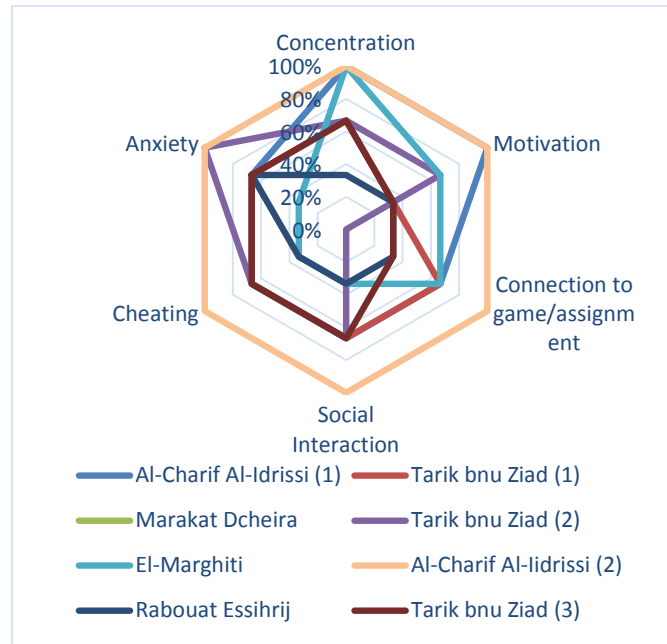 Concentration
100%
80%
60%
40%
20%
0%
Anxiety
Motivation
Cheating
Connection to
game/assignm
ent
Social
Interaction
Al-Charif Al-Idrissi (1)
Tarik bnu Ziad (1)
Marakat Dcheira
Tarik bnu Ziad (2)
El-Marghiti
Al-Charif Al-Iidrissi (2)
Rabouat Essihrij
Tarik bnu Ziad (3)